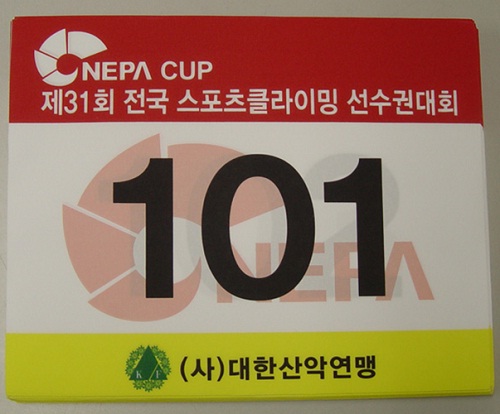 NEPA CUP
제31회 전국 스포츠클라이밍 선수권대회
101
NEPA
K F
(사)대한산악연맹